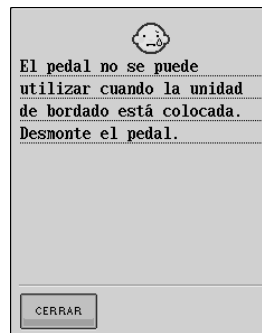 El pedal no se puede
utilizar cuando la unidad
de bordado está colocada.
Desmonte el pedal.
CERRAR